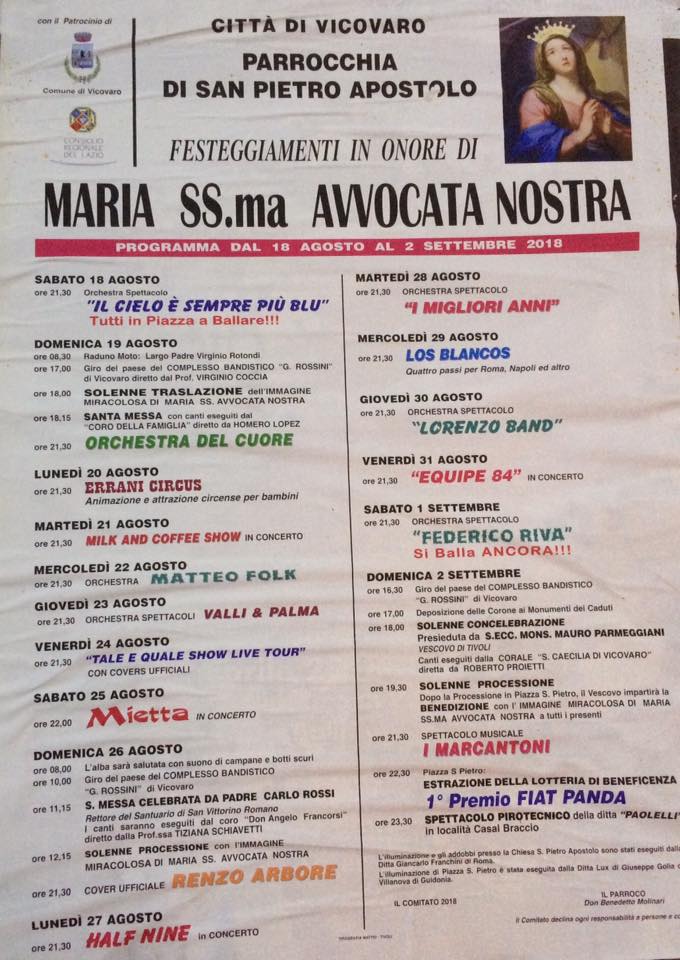 con il Patrocinio di
Comune di Vicovaro
CONSIGLIO
REGIONALE
DEL LAZIO
CITTÀ DI VICOVARO
PARROCCHIA
DI SAN PIETRO APOSTOLO
FESTEGGIAMENTI IN ONORE DI
MARIA SS.ma AVVOCATA NOSTRA
PROGRAMMA DAL 18 AGOSTO AL 2 SETTEMBRE 2018
SABATO 18 AGOSTO
ore 21,30 Orchestra Spettacolo
"IL CIELO È SEMPRE PIÙ BLU"
Tutti in Piazza a Ballare!!!
DOMENICA 19 AGOSTO
ore 08,30 Raduno Moto: Largo Padre Virginio Rotondi
ore 17,00 Giro del paese del COMPLESSO BANDISTICO "G. ROSSINI"
di Vicovaro diretto dal Prof. VIRGINIO COCCIA
ore 18,00 SOLENNE TRASLAZIONE dell'IMMAGINE
MIRACOLOSA DI MARIA SS. AVVOCATA NOSTRA
ore 18,15 SANTA MESSA con canti eseguiti dal
"CORO DELLA FAMIGLIA" diretto da HOMERO LOPEZ
ore 21,30 ORCHESTRA DEL CUORE
LUNEDÌ 20 AGOSTO
ore 21,30 ERRANI CIRCUS
Animazione e attrazione circense per bambini
MARTEDÌ 21 AGOSTO
ore 21,30 MILK AND COFFEE SHOW IN CONCERTO
MERCOLEDÌ 22 AGOSTO
ore 21,30 ORCHESTRA MATTEO FOLK
GIOVEDÌ 23 AGOSTO
ore 21,30 ORCHESTRA SPETTACOLI VALLI & PALMA
VENERDÌ 24 AGOSTO
ore 21,30 "TALE E QUALE SHOW LIVE TOUR"
CON COVERS UFFICIALI
SABATO 25 AGOSTO
ore 22,00 Mietta IN CONCERTO
DOMENICA 26 AGOSTO
ore 08,00 L'alba sarà salutata con suono di campane e botti scuri
ore 10,00 Giro del paese del COMPLESSO BANDISTICO
"G. ROSSINI" di Vicovaro
ore 11,15 S. MESSA CELEBRATA DA PADRE CARLO ROSSI
Rettore del Santuario di San Vittorino Romano
I canti saranno eseguiti dal coro "Don Angelo Francorsi"
diretto dalla Prof.ssa TIZIANA SCHIAVETTI
ore 12,15 SOLENNE PROCESSIONE con l'IMMAGINE
MIRACOLOSA DI MARIA SS. AVVOCATA NOSTRA
ore 21,30 COVER UFFICIALE RENZO ARBORE
LUNEDÌ 27 AGOSTO
ore 21,30 HALF NINE in CONCERTO
MARTEDÌ 28 AGOSTO
ore 21,30 ORCHESTRA SPETTACOLO
"I MIGLIORI ANNI"
MERCOLEDÌ 29 AGOSTO
ore 21,30 LOS BLANCOS
Quattro passi per Roma, Napoli ed altro
GIOVEDÌ 30 AGOSTO
ore 21,30 ORCHESTRA SPETTACOLO
"LORENZO BAND"
VENERDÌ 31 AGOSTO
ore 21,30 "EQUIPE 84" IN CONCERTO
SABATO 1 SETTEMBRE
ore 21,30 ORCHESTRA SPETTACOLO
"FEDERICO RIVA"
Si Balla ANCORA!!!
DOMENICA 2 SETTEMBRE
ore 16,30 Giro del paese del COMPLESSO BANDISTICO
"G. ROSSINI" di Vicovaro
ore 17,00 Deposizione delle Corone ai Monumenti dei Caduti
ore 18,00 SOLENNE CONCELEBRAZIONE
Presieduta da S.ECC. MONS. MAURO PARMEGGIANI
VESCOVO DI TIVOLI
Canti eseguiti dalla CORALE "S. CAECILIA DI VICOVARO"
diretta da ROBERTO PROIETTI
ore 19,30 SOLENNE PROCESSIONE
Dopo la Processione in Piazza S. Pietro, il Vescovo impartirà la
BENEDIZIONE con l' IMMAGINE MIRACOLOSA DI MARIA
SS.MA AVVOCATA NOSTRA a tutti i presenti
ore 21,30 SPETTACOLO MUSICALE
I MARCANTONI
ore 22,30 Piazza S Pietro:
ESTRAZIONE DELLA LOTTERIA DI BENEFICENZA
1° Premio FIAT PANDA
ore 23,30 SPETTACOLO PIROTECNICO della ditta "PAOLELLI"
in località Casal Braccio
L'illuminazione e gli addobbi presso la Chiesa S. Pietro Apostolo sono stati eseguiti dalla
Ditta Giancarlo Franchini di Roma.
L'illuminazione di Piazza S. Pietro è stata eseguita dalla Ditta Lux di Giuseppe Golia di
Villanova di Guidonia.
IL COMITATO 2018
IL PARROCO
Don Benedetto Molinari
Il Comitato declina ogni responsabilità a persone e
TIPOGRAFIA MATTEI - TIVOLI